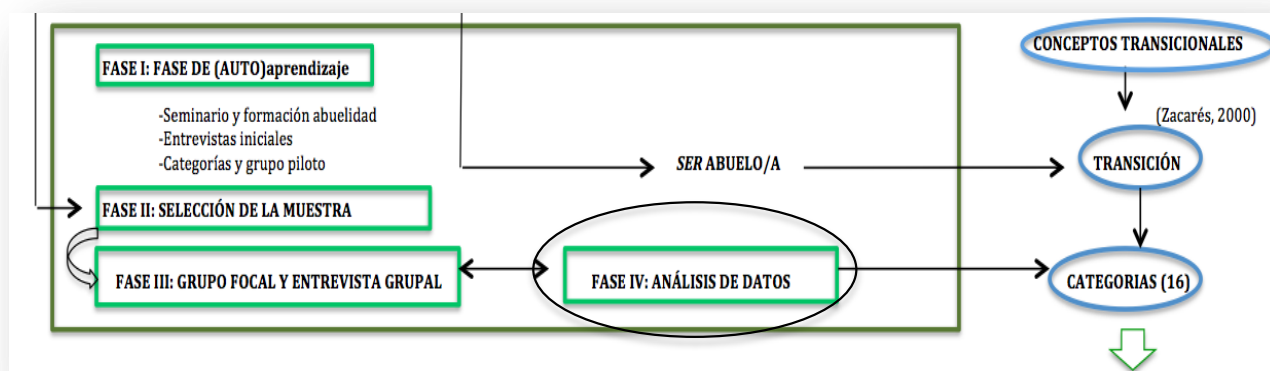 CONCEPTOS TRANSICIONALES
FASE I: FASE DE (AUTO)aprendizaje
-Seminario y formación abuelidad
-Entrevistas iniciales
-Categorías y grupo piloto
(Zacarés, 2000)
SER ABUELO/A
TRANSICIÓN
FASE II: SELECCIÓN DE LA MUESTRA
FASE III: GRUPO FOCAL Y ENTREVISTA GRUPAL
FASE IV: ANÁLISIS DE DATOS
CATEGORIAS (16)